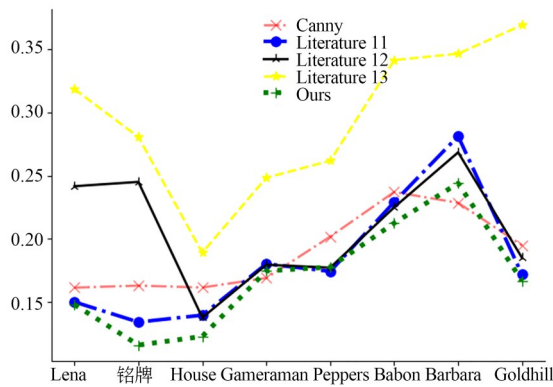 Canny
Literature 11
Literature 12
Literature 13
Ours
0.35
0.30
0.25
0.20
0.15
Lena 铭牌 House Gameraman Peppers Babon Barbara Goldhill